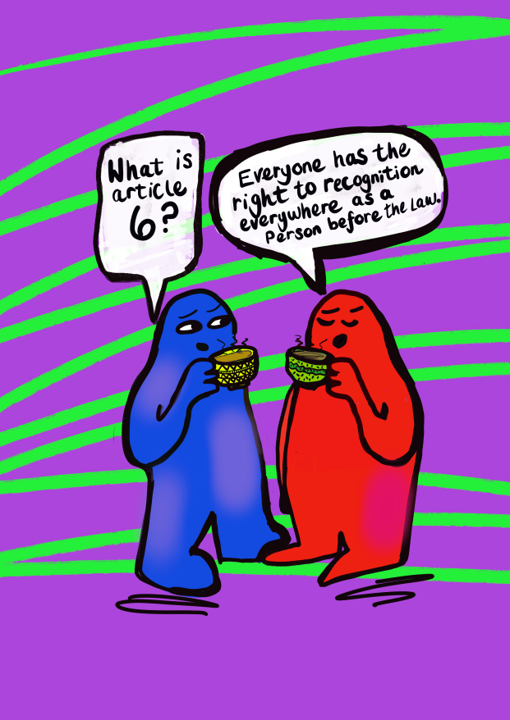 What is
article
6?
Everyone has the
right to recognition
everywhere as a
Person before the law.